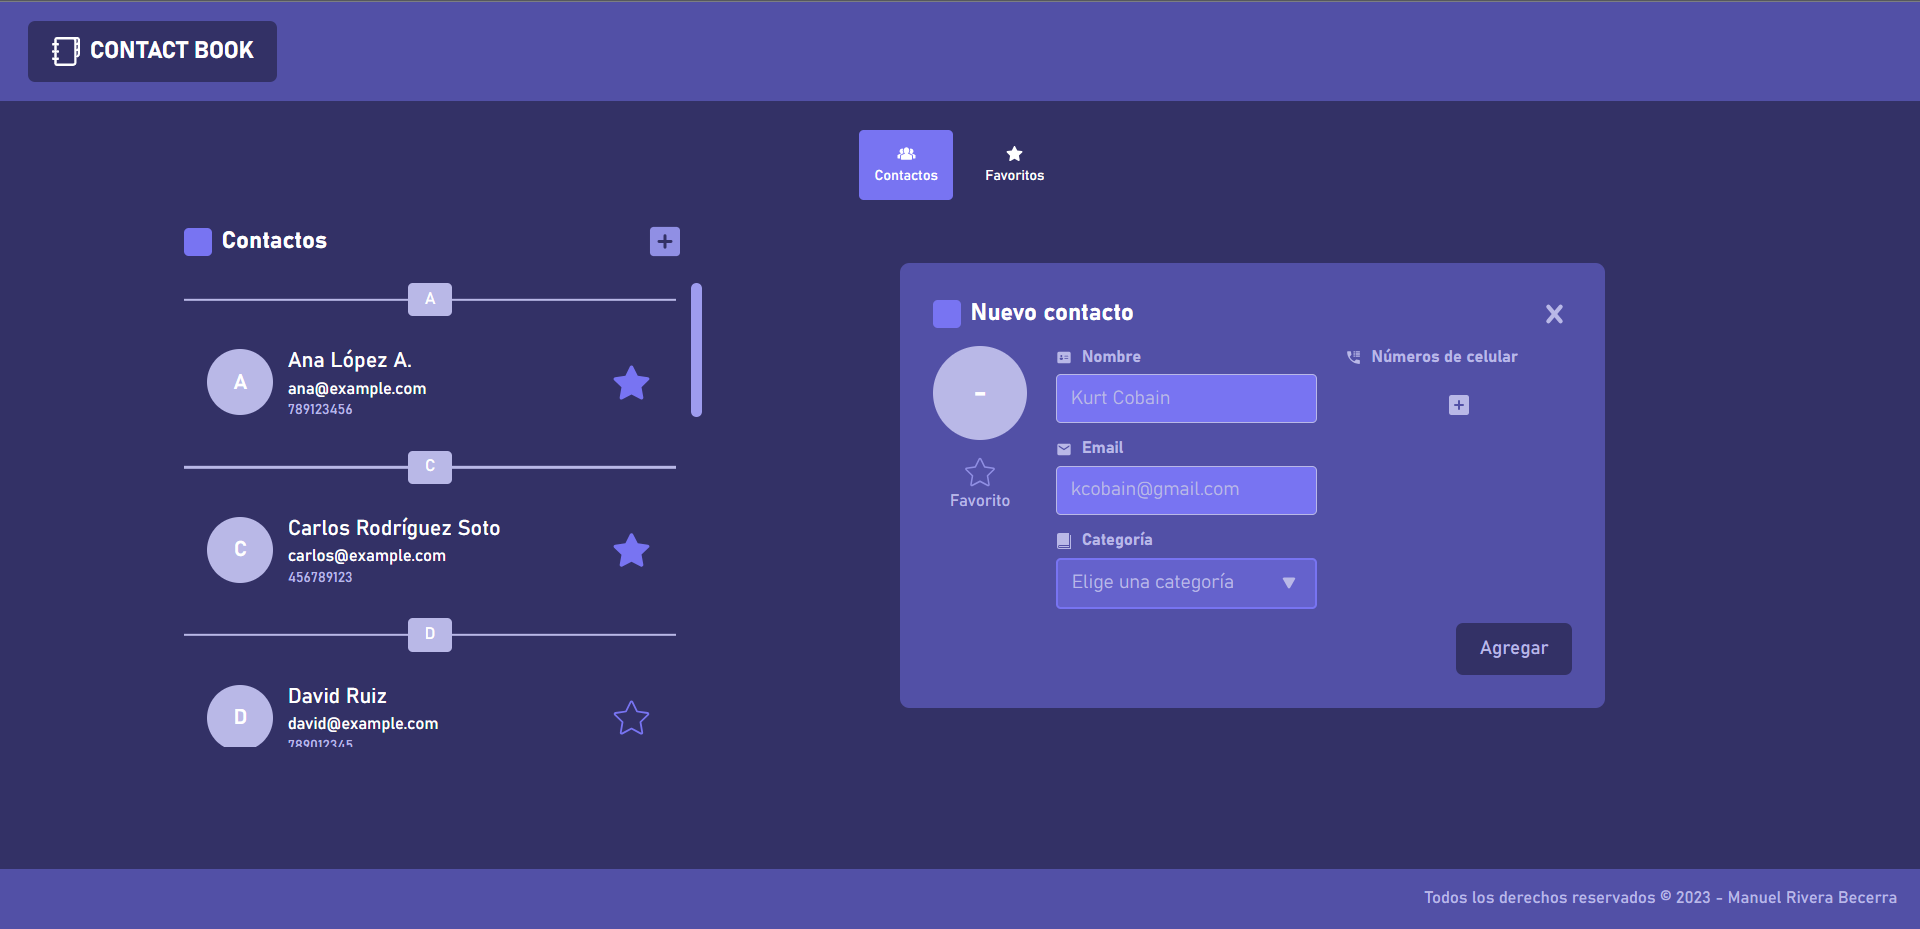 CONTACT BOOK
Contactos
Favoritos
Contactos
A
A
Ana López A.
ana@example.com
789123456
C
C
Carlos Rodríguez Soto
carlos@example.com
456789123
D
D
David Ruiz
david@example.com
789012345
Nuevo contacto
-
Favorito
Nombre
Kurt Cobain
Email
kcobain@gmail.com
Categoría
Elige una categoría
Números de celular
Agregar
Todos los derechos reservados © 2023 - Manuel Rivera Becerra